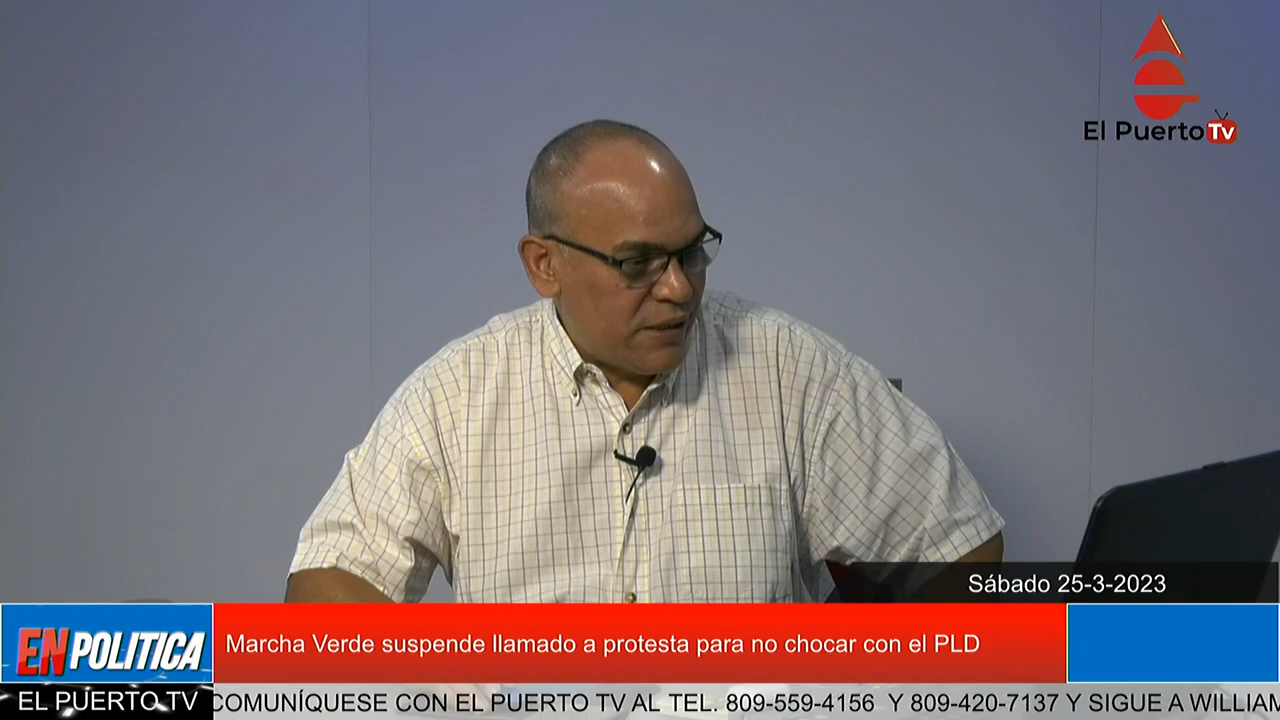 El Puerto Tv
Sábado 25-3-2023
EN POLITICA
Marcha Verde suspende llamado a protesta para no chocar con el PLD
EL PUERTO TV
COMUNÍQUESE CON EL PUERTO TV AL TEL. 809-559-4156 Y 809-420-7137 Y SIGUE A WILLIAM